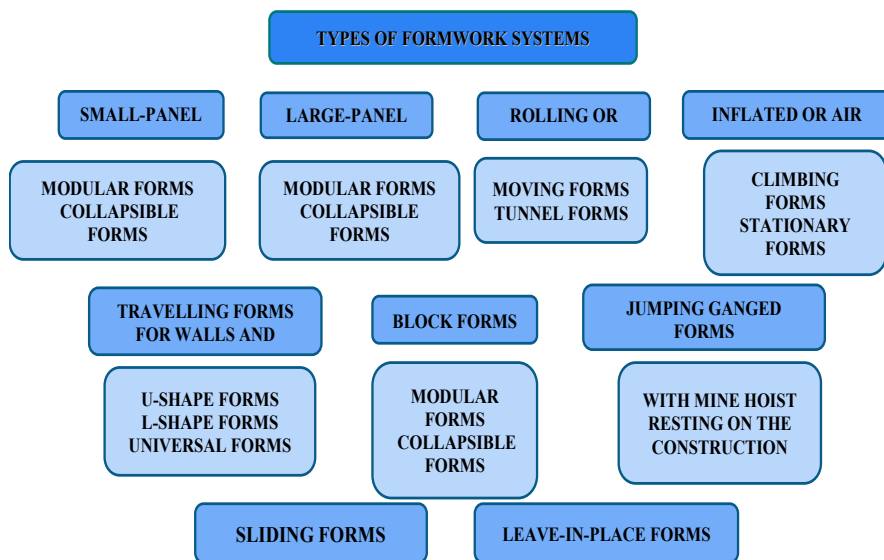 TYPES OF FORMWORK SYSTEMS
SMALL-PANEL
LARGE-PANEL
ROLLING OR
INFLATED OR AIR
MODULAR FORMS
COLLAPSIBLE
FORMS
MODULAR FORMS
COLLAPSIBLE
FORMS
MOVING FORMS
TUNNEL FORMS
CLIMBING
FORMS
STATIONARY
FORMS
TRAVELLING FORMS
FOR WALLS AND
BLOCK FORMS
JUMPING GANGED
FORMS
U-SHAPE FORMS
L-SHAPE FORMS
UNIVERSAL FORMS
MODULAR
FORMS
COLLAPSIBLE
FORMS
WITH MINE HOIST
RESTING ON THE
CONSTRUCTION
SLIDING FORMS
LEAVE-IN-PLACE FORMS